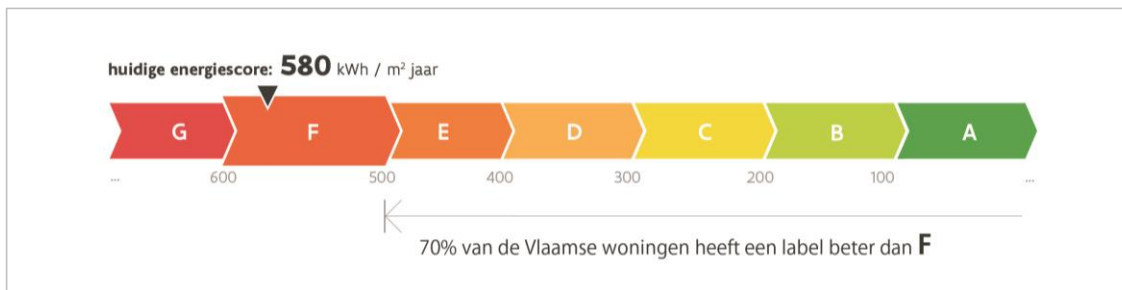 huidige energiescore: 580 kWh / m² jaar
G F E D C B A
... 600 500 400 300 200 100 ...
70% van de Vlaamse woningen heeft een label beter dan F